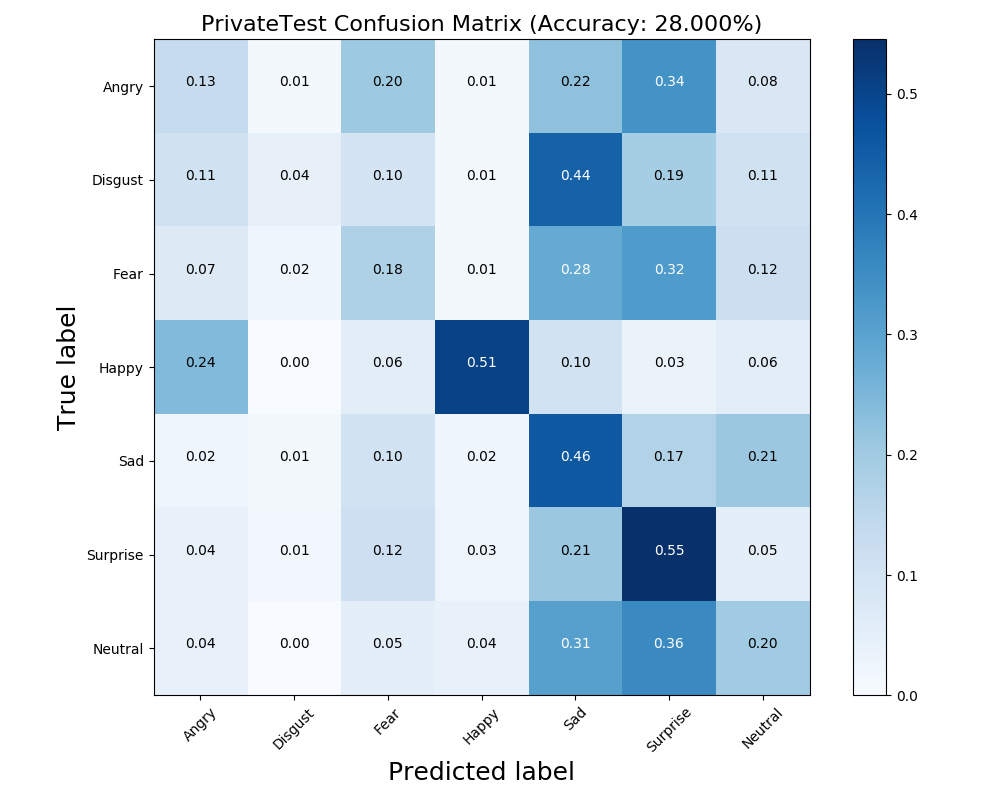 PrivateTest Confusion Matrix (Accuracy: 28.000%)
Angry 0.13 0.01 0.20 0.01 0.22 0.34 0.08
Disgust 0.11 0.04 0.10 0.01 0.44 0.19 0.11
Fear 0.07 0.02 0.18 0.01 0.28 0.32 0.12
Happy 0.24 0.00 0.06 0.51 0.10 0.03 0.06
Sad 0.02 0.01 0.10 0.02 0.46 0.17 0.21
Surprise 0.04 0.01 0.12 0.03 0.21 0.55 0.05
Neutral 0.04 0.00 0.05 0.04 0.31 0.36 0.20
True label
Angry Disgust Fear Happy Sad Surprise Neutral
Predicted label
0.5
0.4
0.3
0.2
0.1
0.0